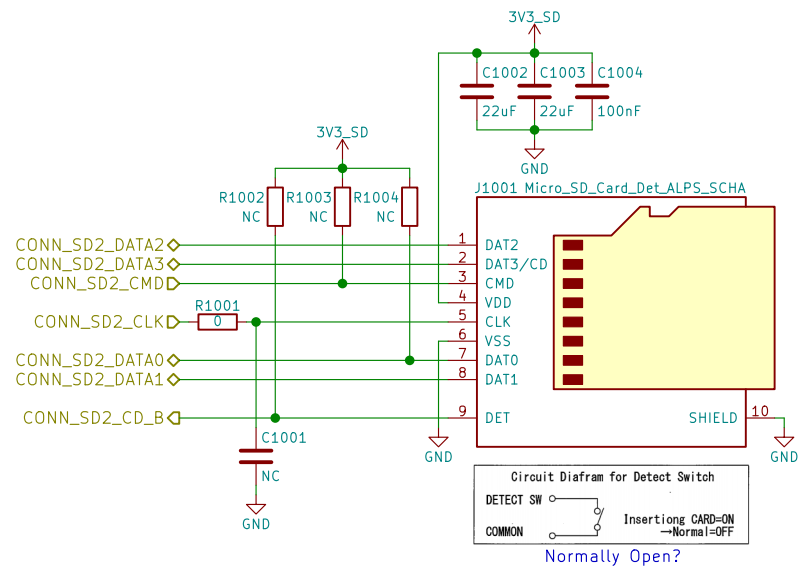 3V3_SD
C1002 C1003 C1004
22uF 22uF 100nF
GND
3V3_SD
R1002 R1003 R1004
NC NC NC
J1001 Micro_SD_Card_Det_ALPS_SCHA
CONN_SD2_DATA2 1 DAT2
CONN_SD2_DATA3 2 DAT3/CD
CONN_SD2_CMD 3 CMD
4 VDD
R1001
CONN_SD2_CLK 0 5 CLK
6 VSS
CONN_SD2_DATA0 7 DAT0
CONN_SD2_DATA1 8 DAT1
CONN_SD2_CD_B 9 DET SHIELD 10
C1001
NC
GND
GND
GND
Circuit Diafram for Detect Switch
DETECT SW
Insertiong CARD=ON
COMMON →Normal=OFF
Normally Open?